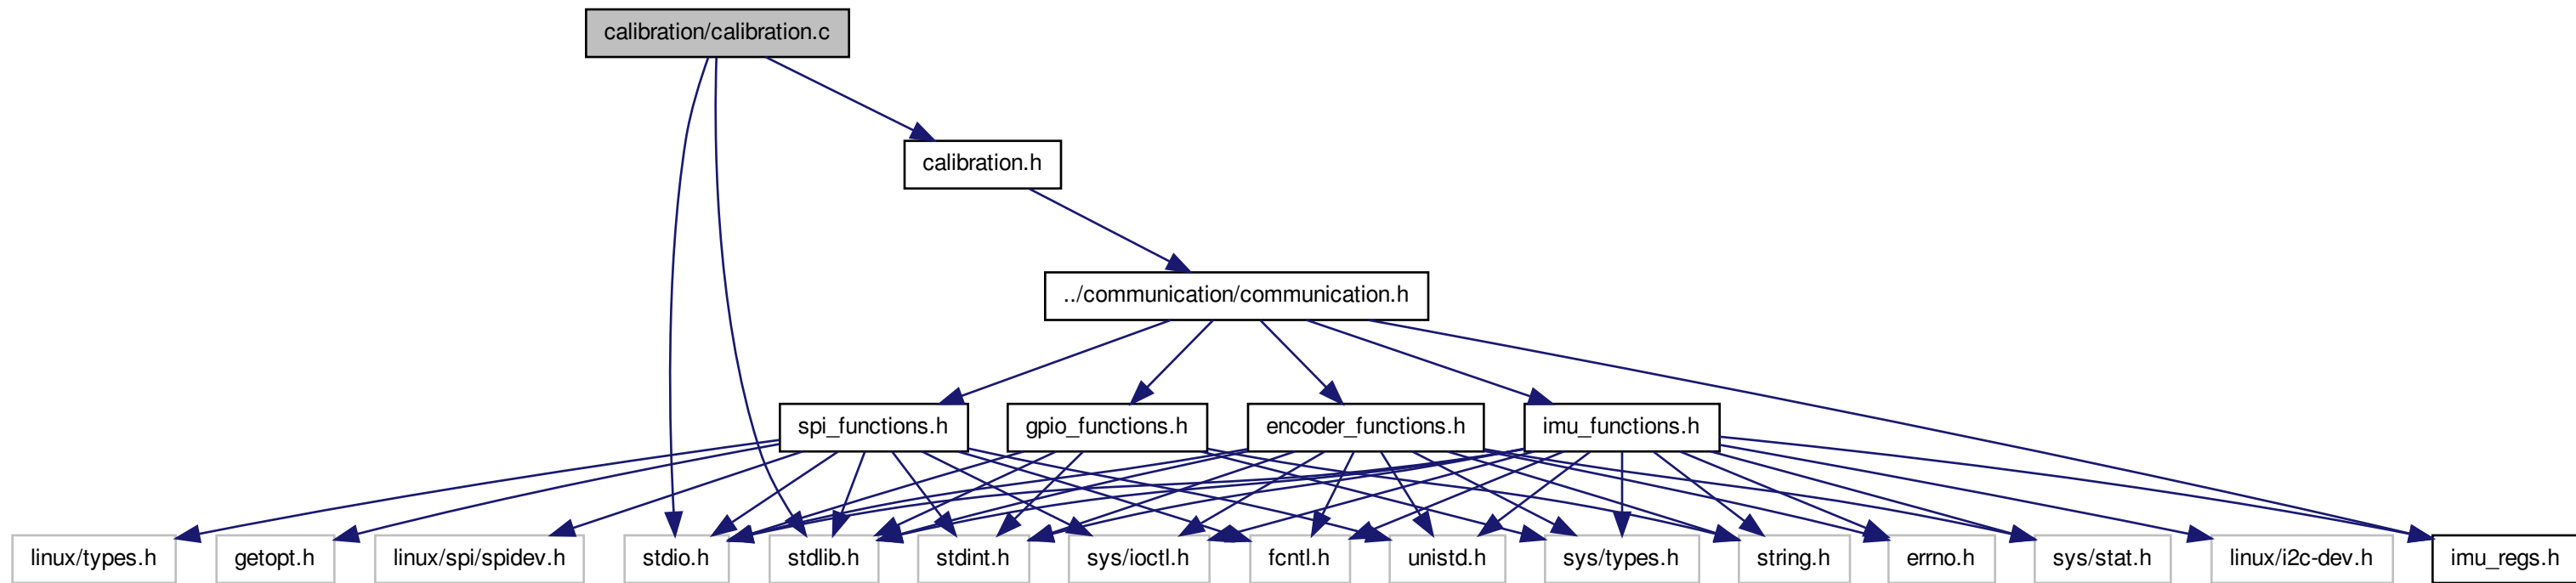 calibration/calibration.c
calibration.h
../communication/communication.h
spi_functions.h
gpio_functions.h
encoder_functions.h
imu_functions.h
linux/types.h
getopt.h
linux/spi/spidev.h
stdio.h
stdlib.h
stdint.h
sys/ioctl.h
fcntl.h
unistd.h
sys/types.h
string.h
errno.h
sys/stat.h
linux/i2c-dev.h
imu_regs.h